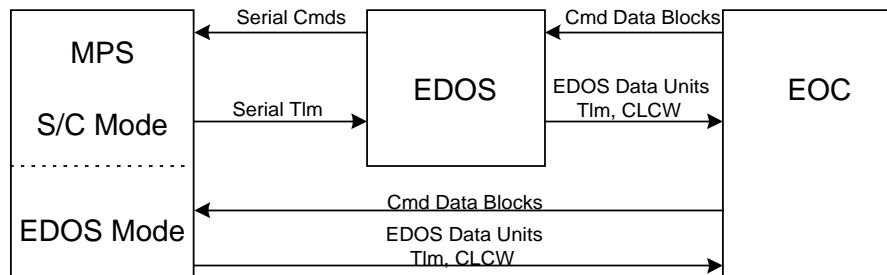 Serial Cmds
Cmd Data Blocks
MPS
EDOS
EOC
EDOS Data Units
Tlm, CLCW
S/C Mode
Serial Tlm
Cmd Data Blocks
EDOS Mode
EDOS Data Units
Tlm, CLCW